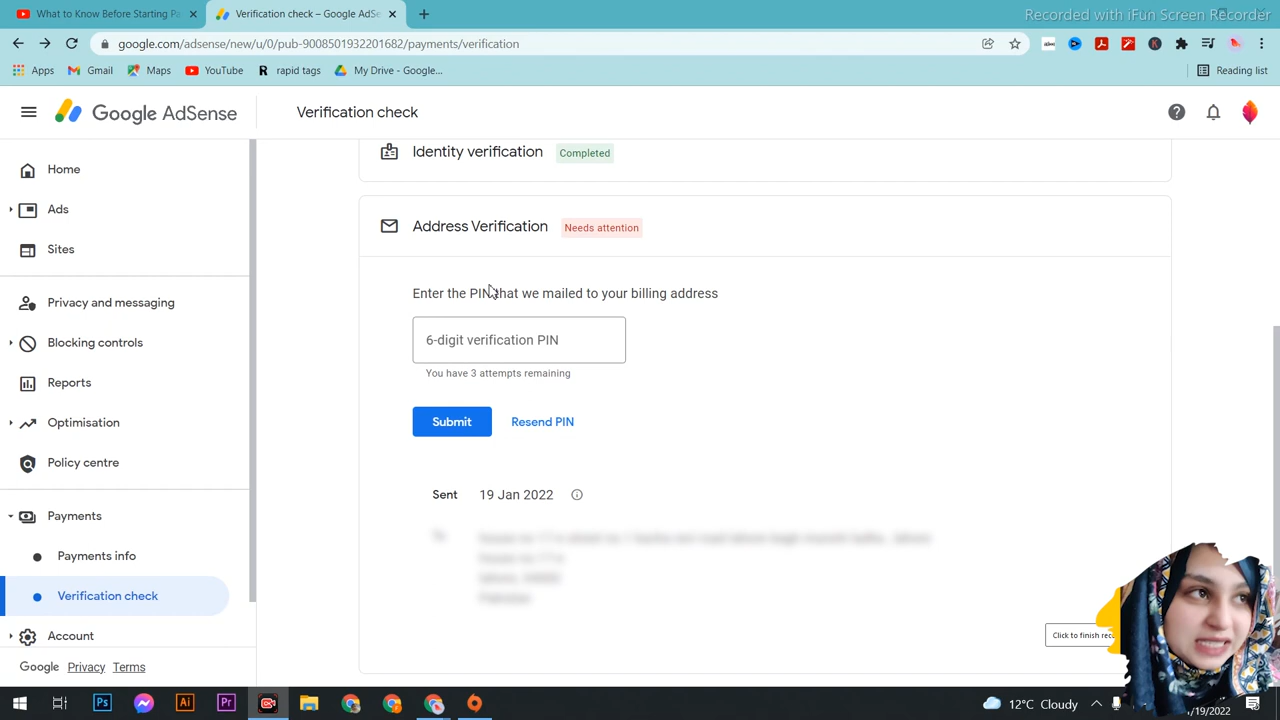 What to Know Before Starting Pa
Verification check – Google AdSe
Recorded with iFun Screen Recorder
google.com/adsense/new/u/0/pub-9008501932201682/payments/verification
Apps
Gmail
Maps
YouTube
rapid tags
My Drive - Google...
Reading list
Google AdSense
Verification check
Home
Ads
Sites
Privacy and messaging
Blocking controls
Reports
Optimisation
Policy centre
Payments
Payments info
Verification check
Account
Google Privacy Terms
Identity verification Completed
Address Verification Needs attention
Enter the PIN that we mailed to your billing address
6-digit verification PIN
You have 3 attempts remaining
Submit Resend PIN
Sent 19 Jan 2022
Click to finish
12°C Cloudy
/19/2022